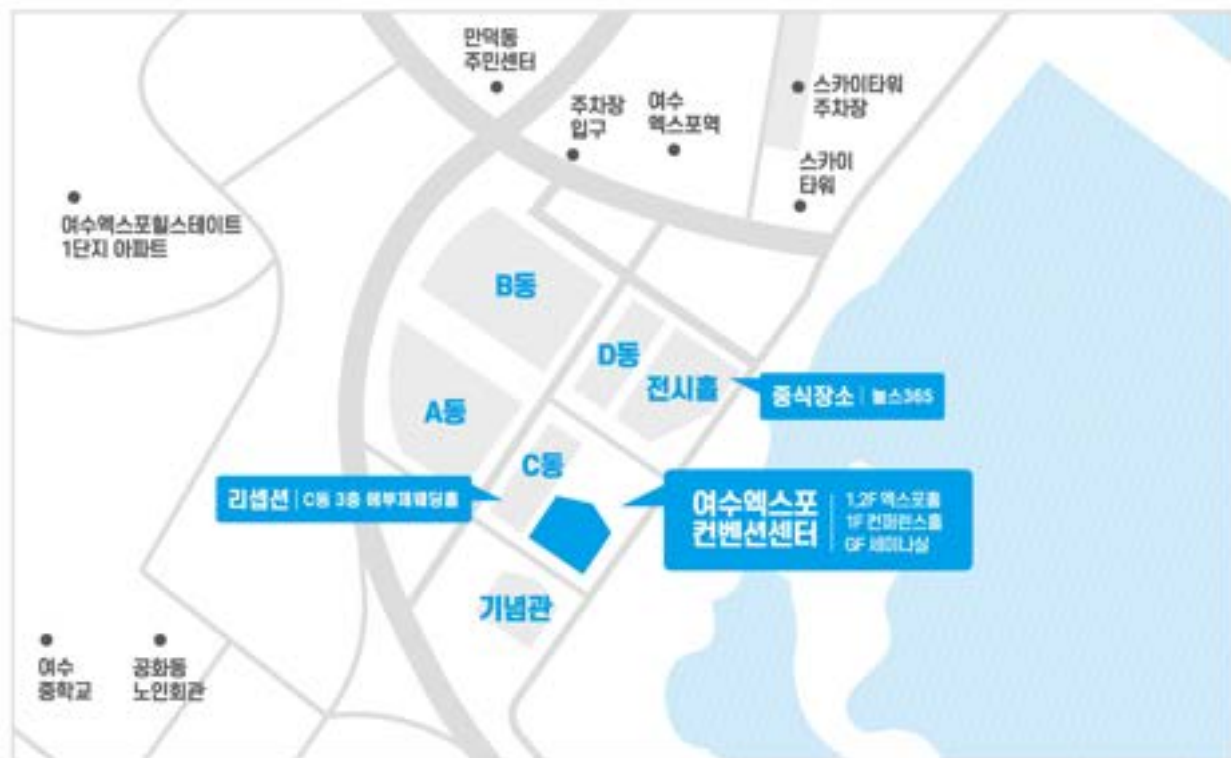 만덕동
주민센터
주차장
입구
여수
엑스포역
스카이타워
주차장
스카이
타워
여수엑스포힐스테이트
1단지 아파트
B동
D동
전시홀
중식장소 | 놀스365
A동
C동
리셉션 | C동 3층
여수엑스포
컨벤션센터
1,2F 엑스포홀
1F 컨퍼런스홀
GF 세미나실
기념관
여수
중학교
공화동
노인회관